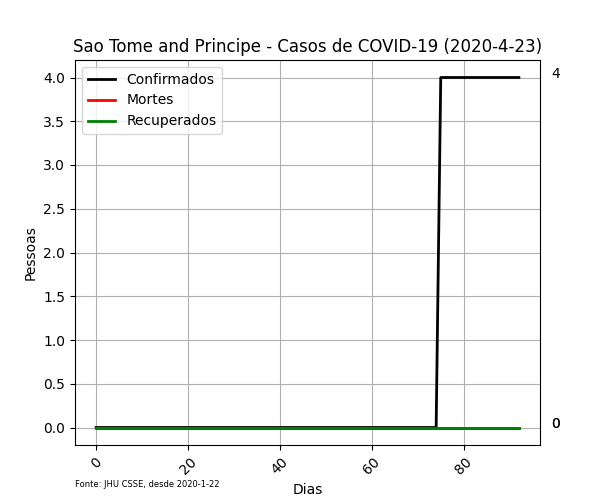 Sao Tome and Principe - Casos de COVID-19 (2020-4-23)
Confirmados
Mortes
Recuperados
4
4.0
3.5
3.0
2.5
2.0
1.5
1.0
0.5
0.0
0
Pessoas
0
20
40
60
80
Dias
Fonte: JHU CSSE, desde 2020-1-22